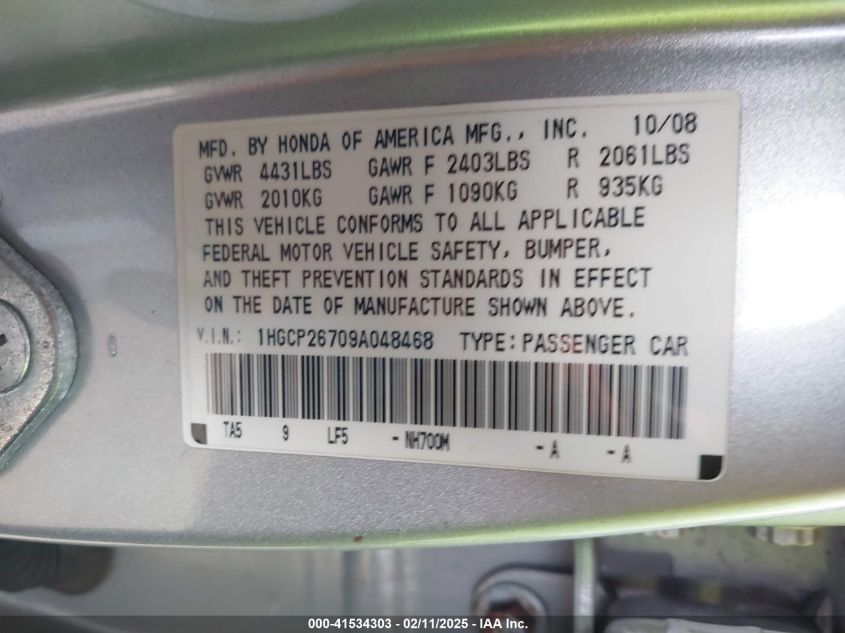 MFD. BY HONDA OF AMERICA MFG., INC. 10/08
GVWR 4431LBS GAWR F 2403LBS R 2061LBS
GVWR 2010KG GAWR F 1090KG R 935KG
THIS VEHICLE CONFORMS TO ALL APPLICABLE
FEDERAL MOTOR VEHICLE SAFETY, BUMPER,
AND THEFT PREVENTION STANDARDS IN EFFECT
ON THE DATE OF MANUFACTURE SHOWN ABOVE.
V.I.N.: 1HGCP26709A048468 TYPE:PASSENGER CAR
TA5 9 LF5 -NH700M -A -A
000-41534303 - 02/11/2025 - IAA Inc.